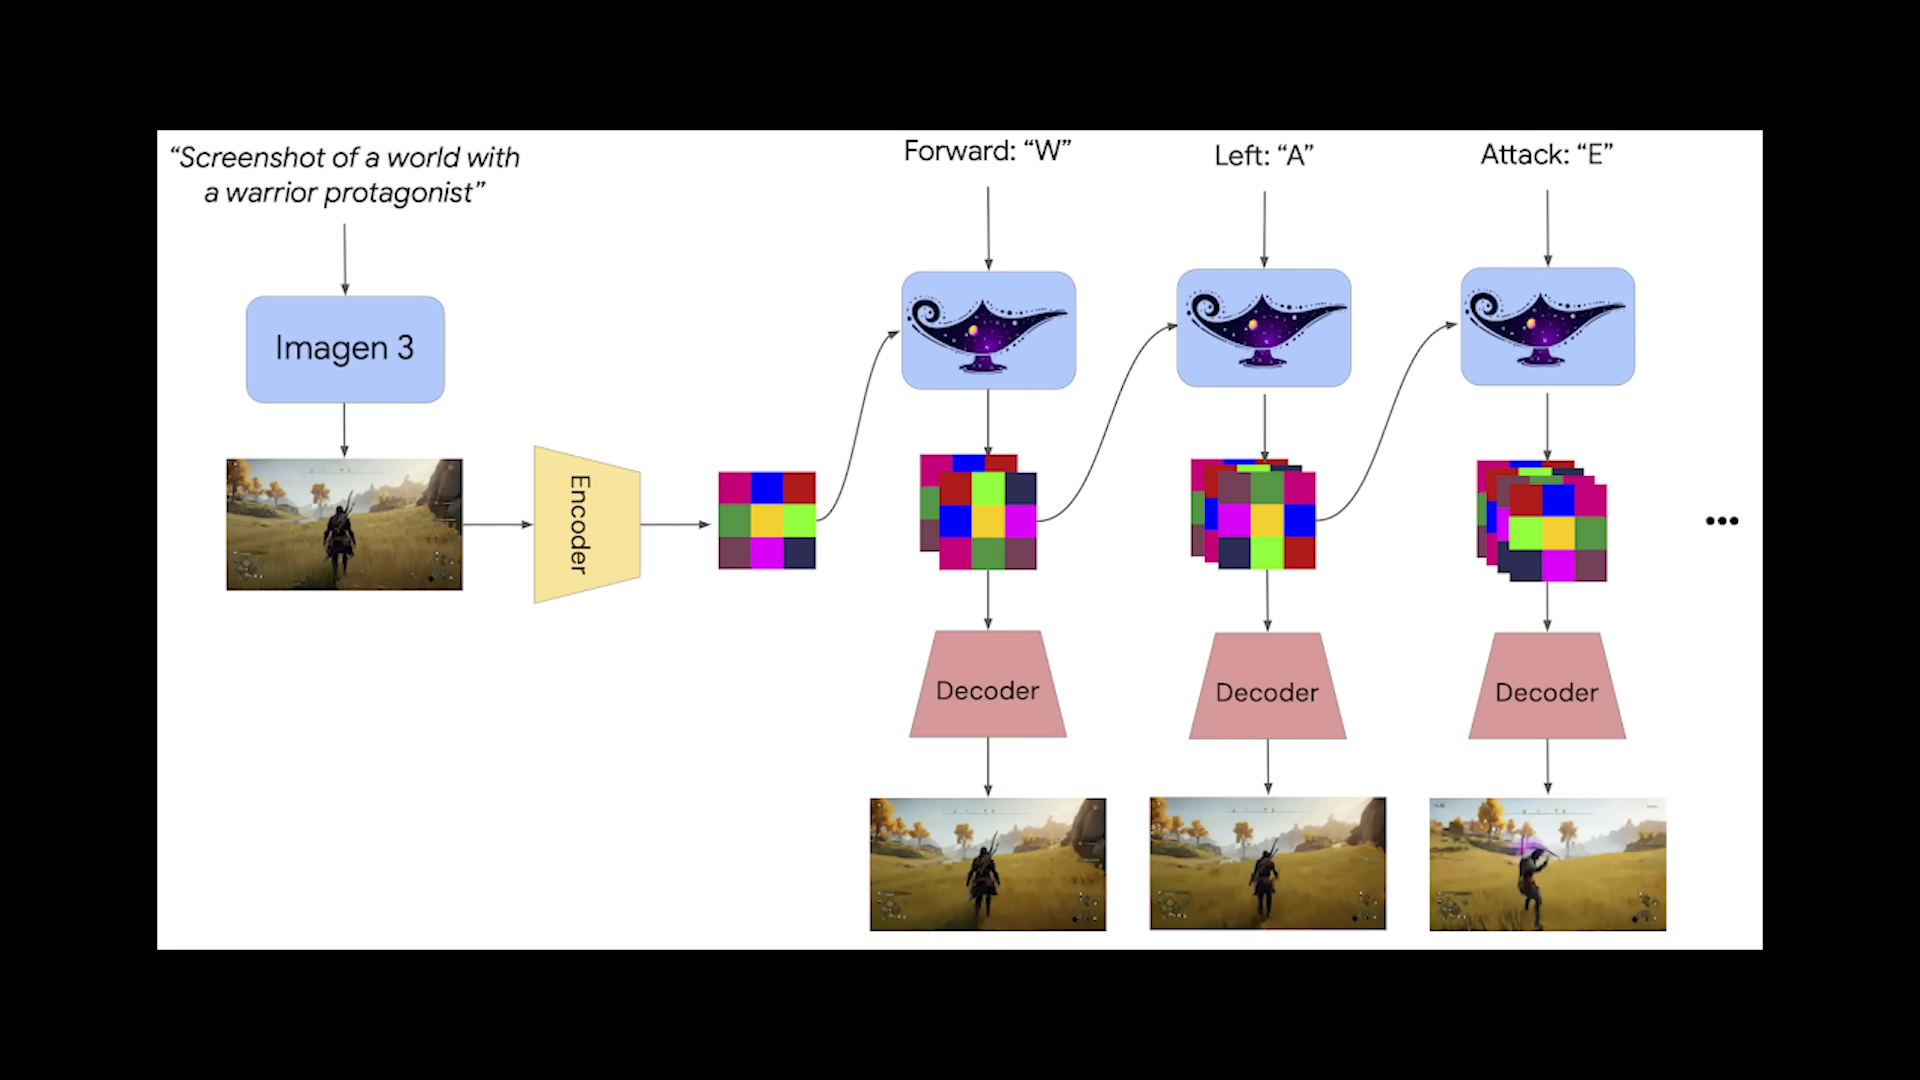 “Screenshot of a world with
a warrior protagonist”
Forward: “W”
Left: “A”
Attack: “E”
Imagen 3
Encoder
Decoder
Decoder
Decoder
•••